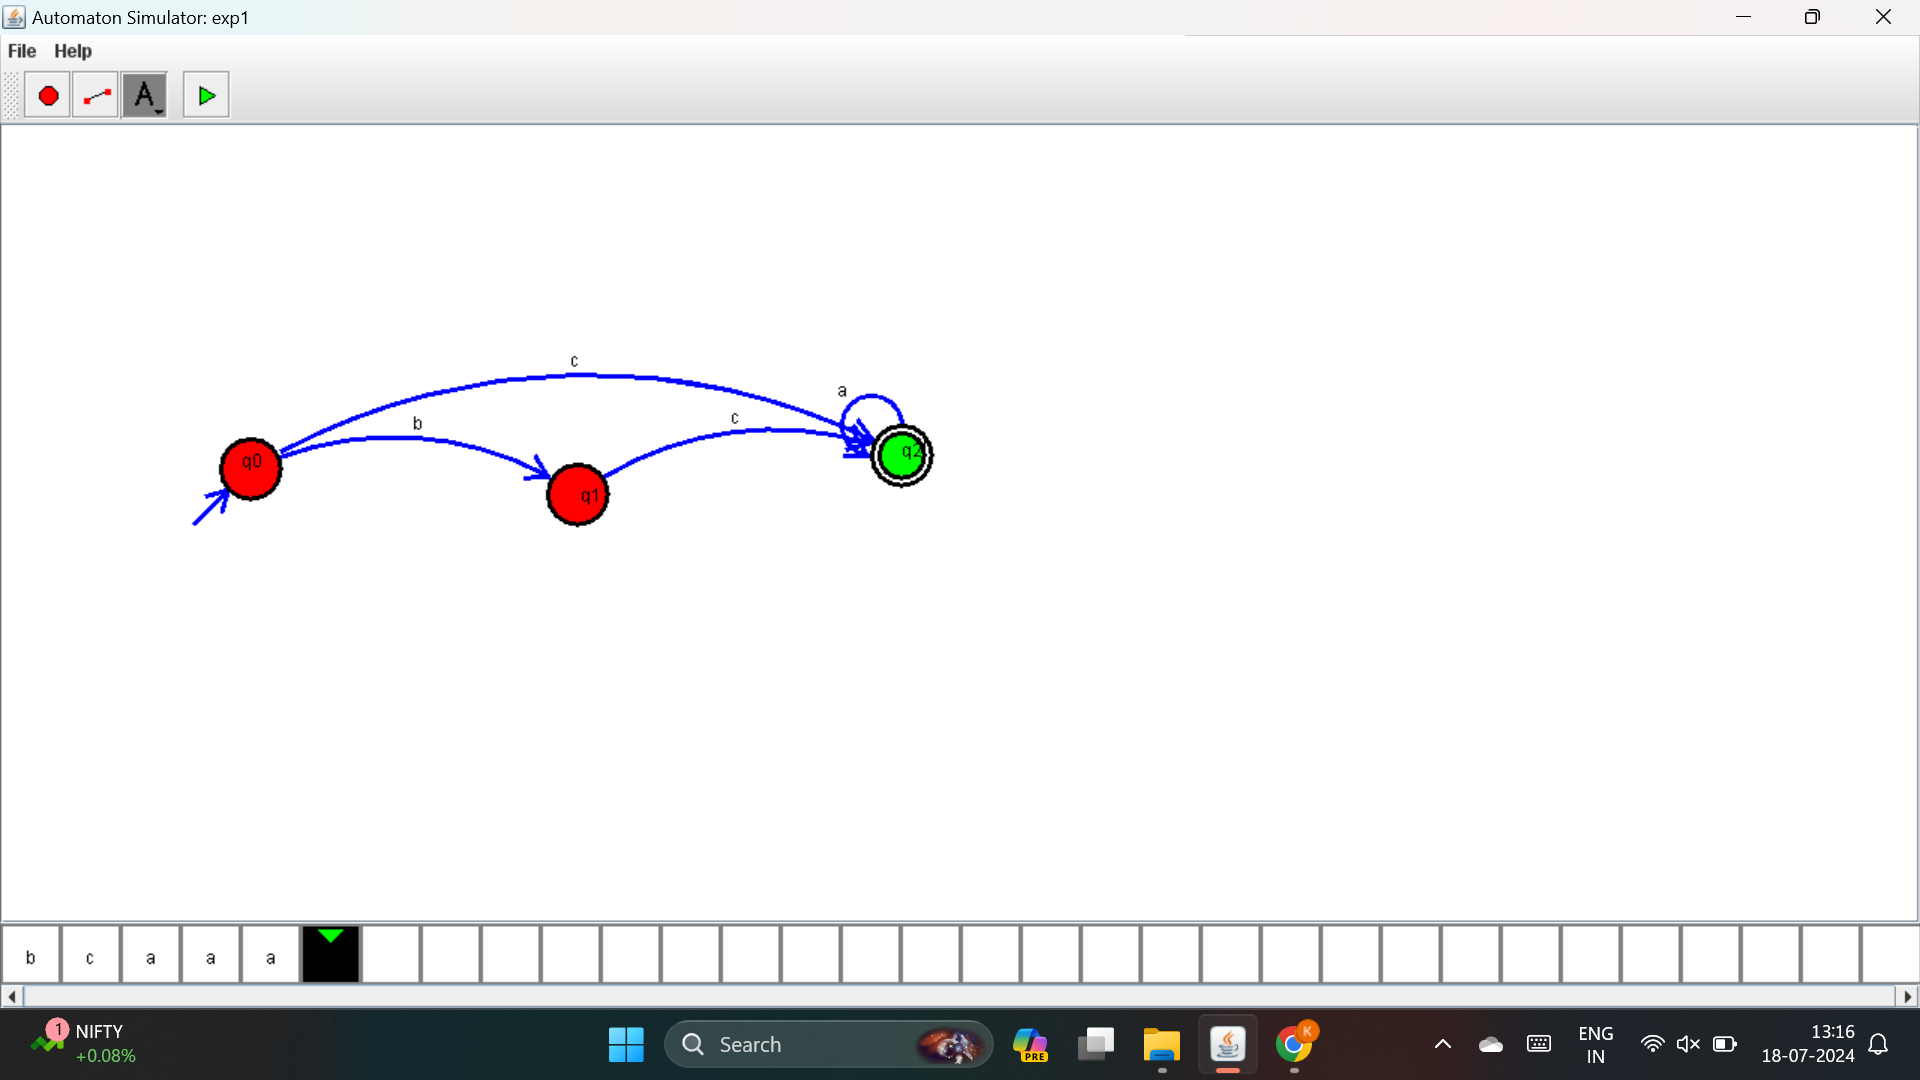 Automaton Simulator: exp1
File Help
A
c
a
c
b
q0
q2
q1
b c a a a
1 NIFTY
+0.08%
Search
PRE
K
ENG
IN
13:16
18-07-2024